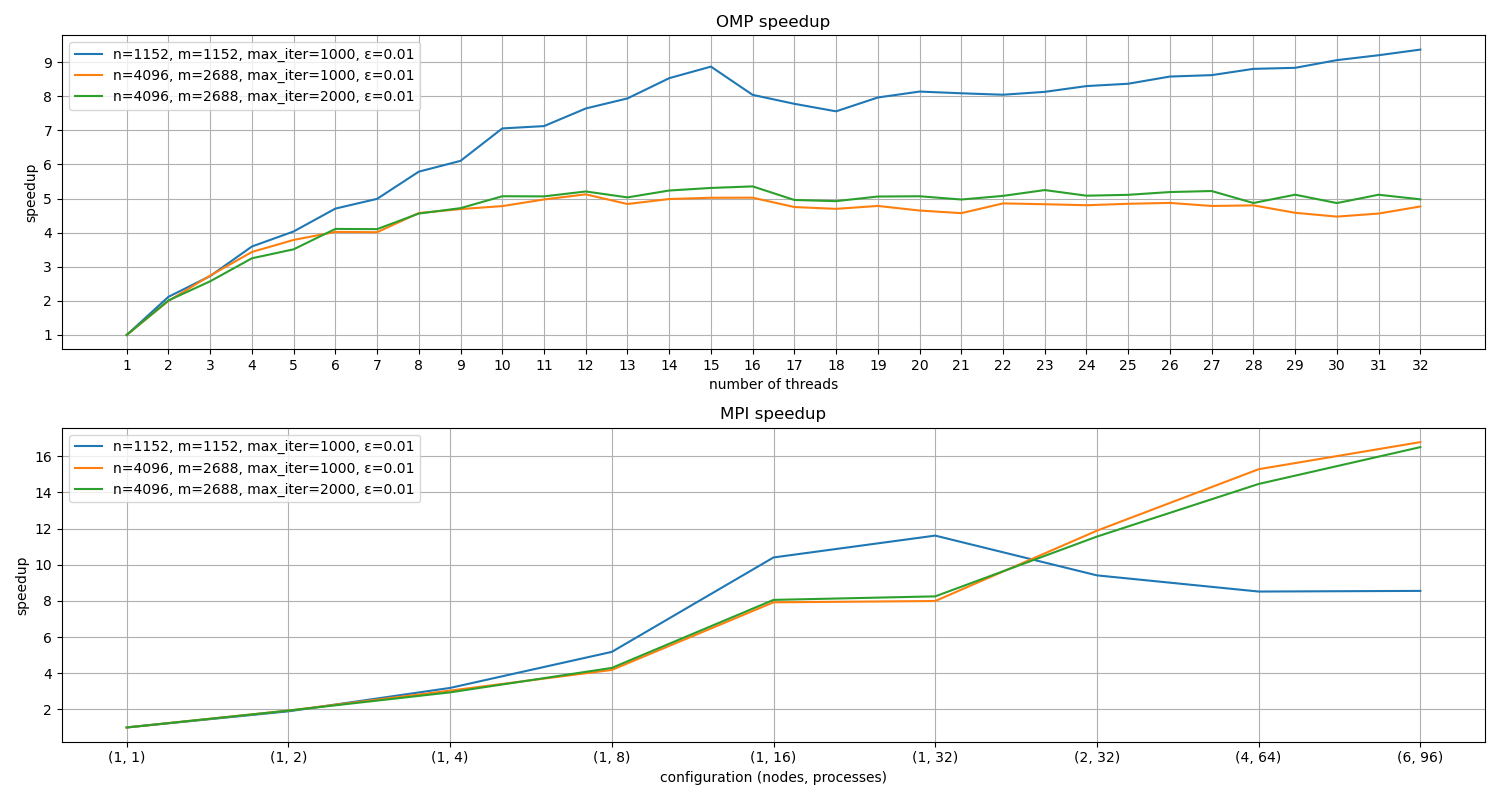 OMP speedup
n=1152, m=1152, max_iter=1000, ε=0.01
n=4096, m=2688, max_iter=1000, ε=0.01
n=4096, m=2688, max_iter=2000, ε=0.01
9
8
7
6
5
4
3
2
1
speedup
1 2 3 4 5 6 7 8 9 10 11 12 13 14 15 16 17 18 19 20 21 22 23 24 25 26 27 28 29 30 31 32
number of threads
MPI speedup
n=1152, m=1152, max_iter=1000, ε=0.01
n=4096, m=2688, max_iter=1000, ε=0.01
n=4096, m=2688, max_iter=2000, ε=0.01
16
14
12
10
8
6
4
2
speedup
(1, 1) (1, 2) (1, 4) (1, 8) (1, 16) (1, 32) (2, 32) (4, 64) (6, 96)
configuration (nodes, processes)